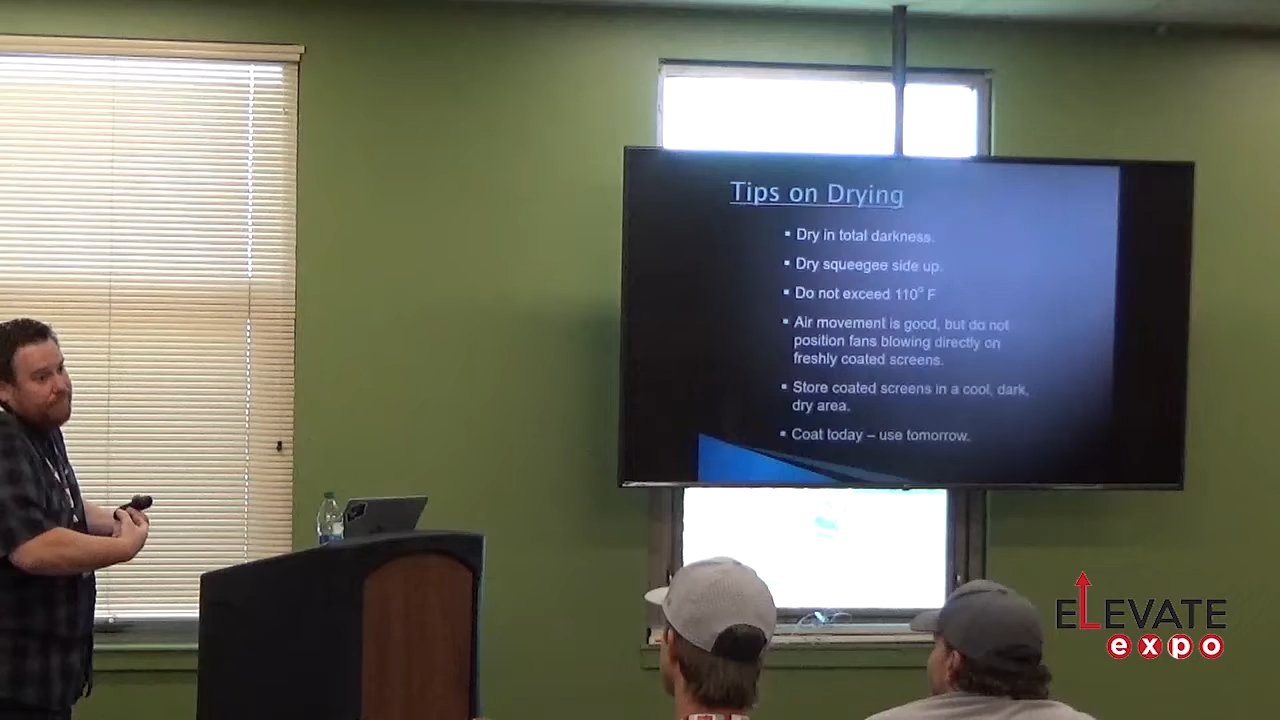 Tips on Drying
▪ Dry in total darkness.
▪ Dry squeegee side up.
▪ Do not exceed 110° F
▪ Air movement is good, but do not
position fans blowing directly on
freshly coated screens.
▪ Store coated screens in a cool, dark,
dry area.
▪ Coat today – use tomorrow.
ELEVATE
expo